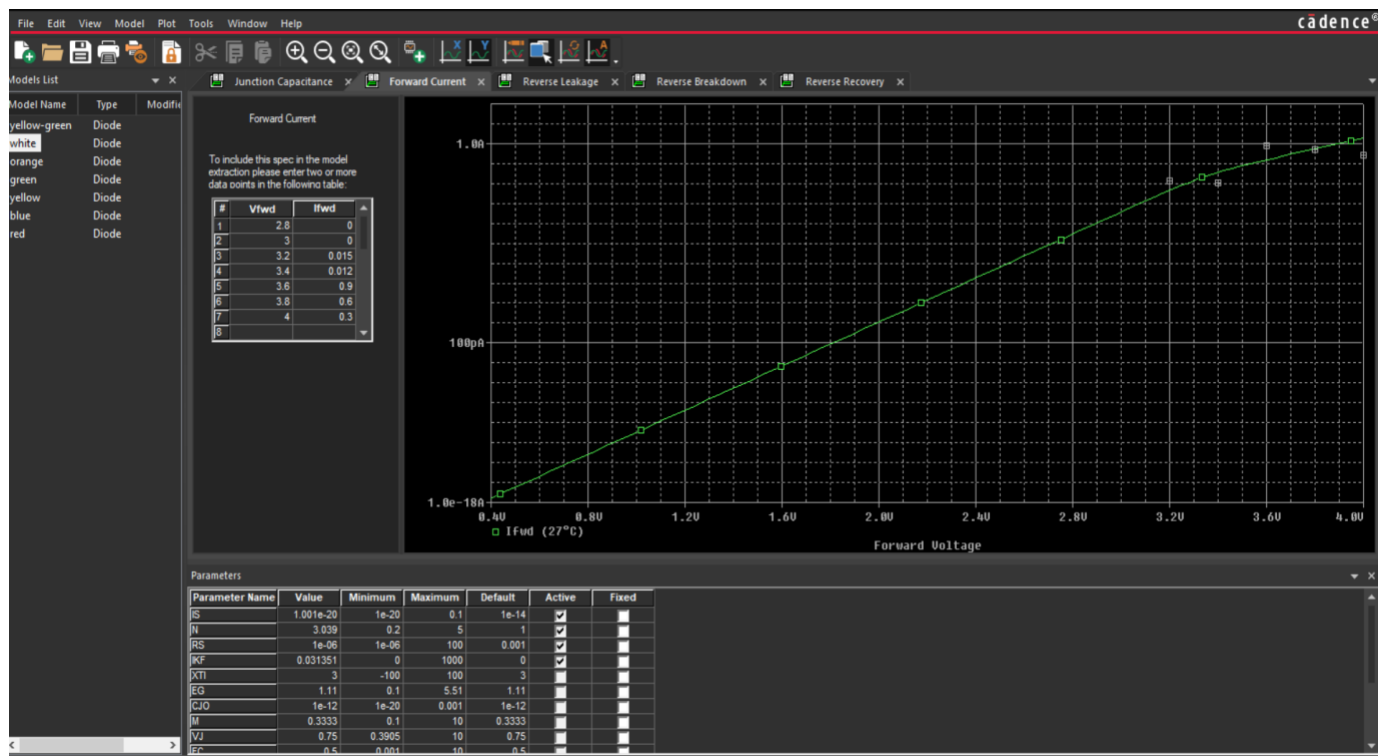 File Edit View Model Plot Tools Window Help
cādence®
Models List
Junction Capacitance Forward Current Reverse Leakage Reverse Breakdown Reverse Recovery
Model Name Type Modifie
yellow-green Diode
white Diode
orange Diode
green Diode
yellow Diode
blue Diode
red Diode
Forward Current
To include this spec in the model
extraction please enter two or more
data points in the following table:
# Vfwd Ifwd
1 2.8 0
2 3 0
3 3.2 0.015
4 3.4 0.012
5 3.6 0.9
6 3.8 0.6
7 4 0.3
8
1.0A
100pA
1.0e-18A
0.4V 0.8V 1.2V 1.6V 2.0V 2.4V 2.8V 3.2V 3.6V 4.0V
Ifwd (27°C)
Forward Voltage
Parameters
Parameter Name Value Minimum Maximum Default Active Fixed
IS 1.001e-20 1e-20 0.1 1e-14
N 3.039 0.2 5 1
RS 1e-06 1e-06 100 0.001
IKF 0.031351 0 1000 0
XTI 3 -100 100 3
EG 1.11 0.1 5.51 1.11
CJO 1e-12 1e-20 0.001 1e-12
M 0.3333 0.1 10 0.3333
VJ 0.75 0.3905 10 0.75
FC 0.5 0.001 10 0.5